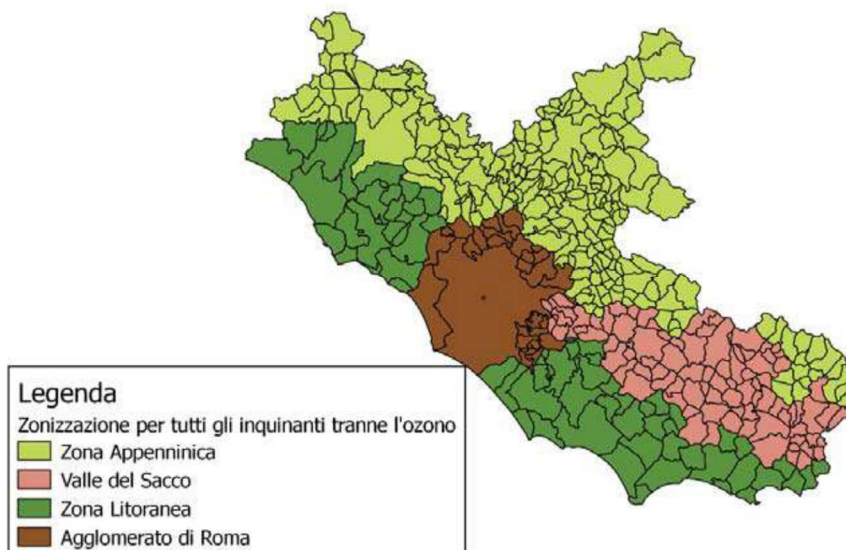 Legenda
Zonizzazione per tutti gli inquinanti tranne l'ozono
Zona Appenninica
Valle del Sacco
Zona Litoranea
Agglomerato di Roma